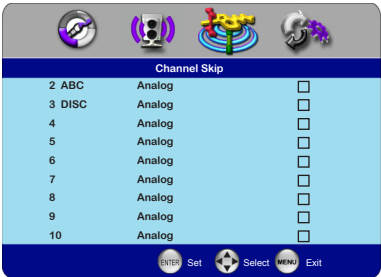 Channel Skip
2 ABC Analog
3 DISC Analog
4 Analog
5 Analog
6 Analog
7 Analog
8 Analog
9 Analog
10 Analog
ENTER Set Select MENU Exit